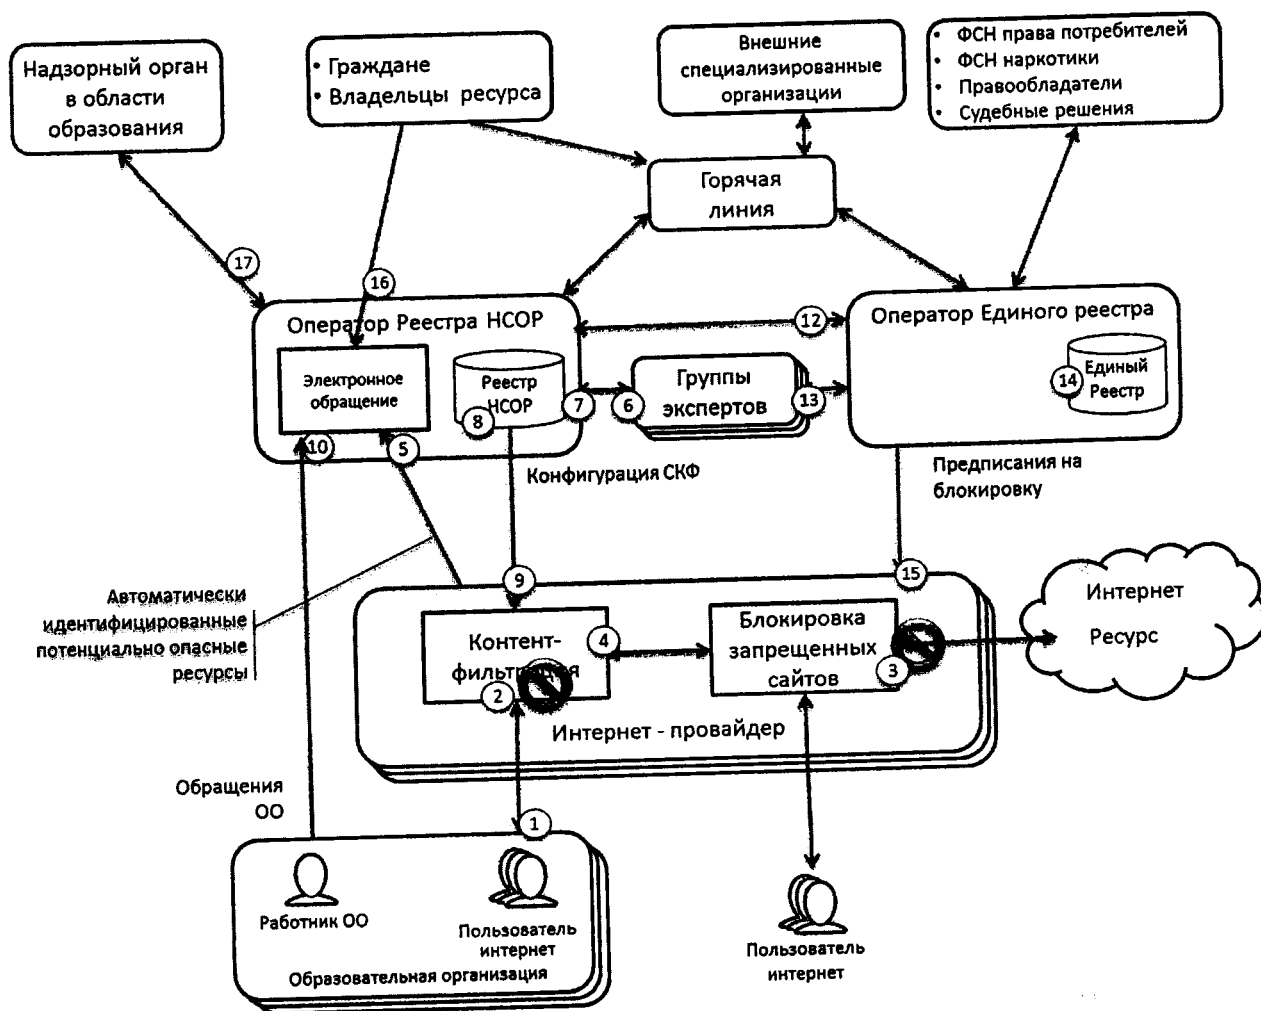 Надзорный орган
в области
образования
• Граждане
• Владельцы ресурса
Внешние
специализированные
организации
• ФСН права потребителей
• ФСН наркотики
• Правообладатели
• Судебные решения
Горячая
линия
17
16
Оператор Реестра НСОР
12
Оператор Единого реестра
Электронное
обращение
Реестр
НСОР
8
7
6
Группы
экспертов
13
14
Единый
Реестр
10
5
Конфигурация СКФ
Предписания на
блокировку
Автоматически
идентифицированные
потенциально опасные
ресурсы
9
15
Контент-
фильтрация
4
2
Блокировка
запрещенных
сайтов
3
Интернет
Ресурс
Интернет - провайдер
Обращения
ОО
1
Работник ОО
Пользователь
интернет
Образовательная организация
Пользователь
интернет